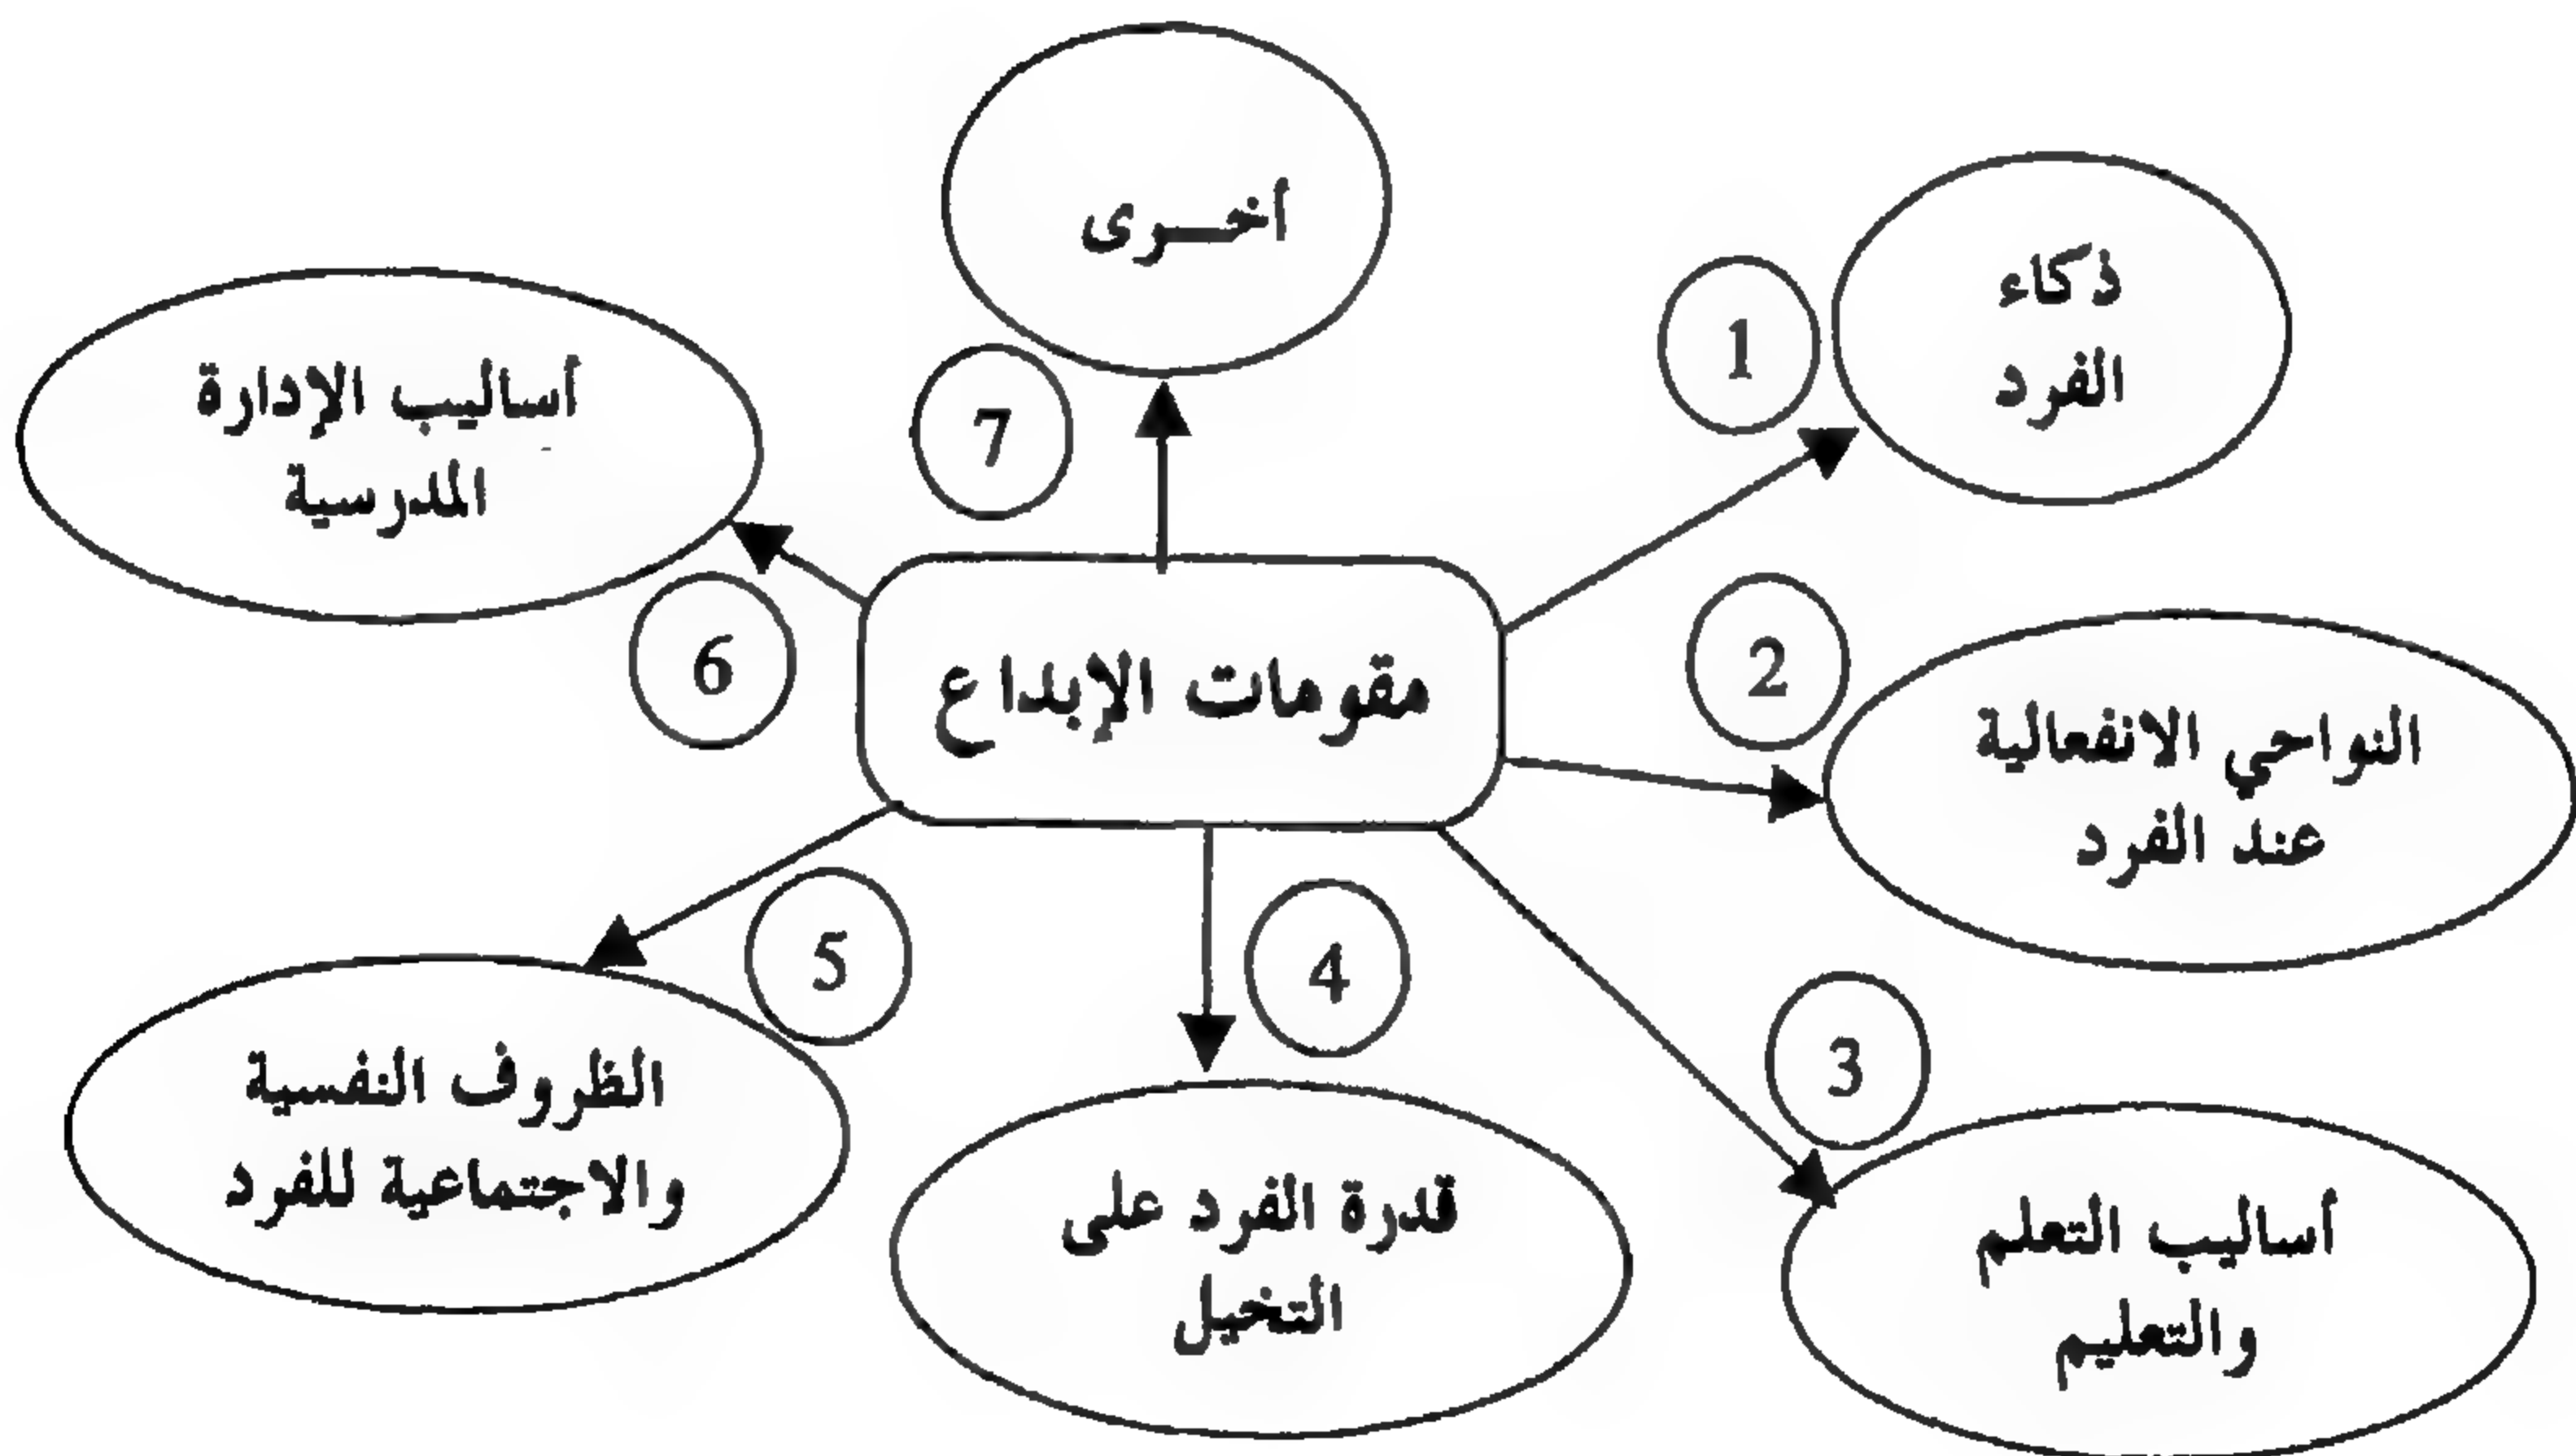 مقومات الإبداع
1
ذكاء
الفرد
2
النواحي الانفعالية
عند الفرد
3
أساليب التعلم
والتعليم
4
قدرة الفرد على
التخيل
5
الظروف النفسية
والاجتماعية للفرد
6
أساليب الإدارة
المدرسية
7
أخـــرى